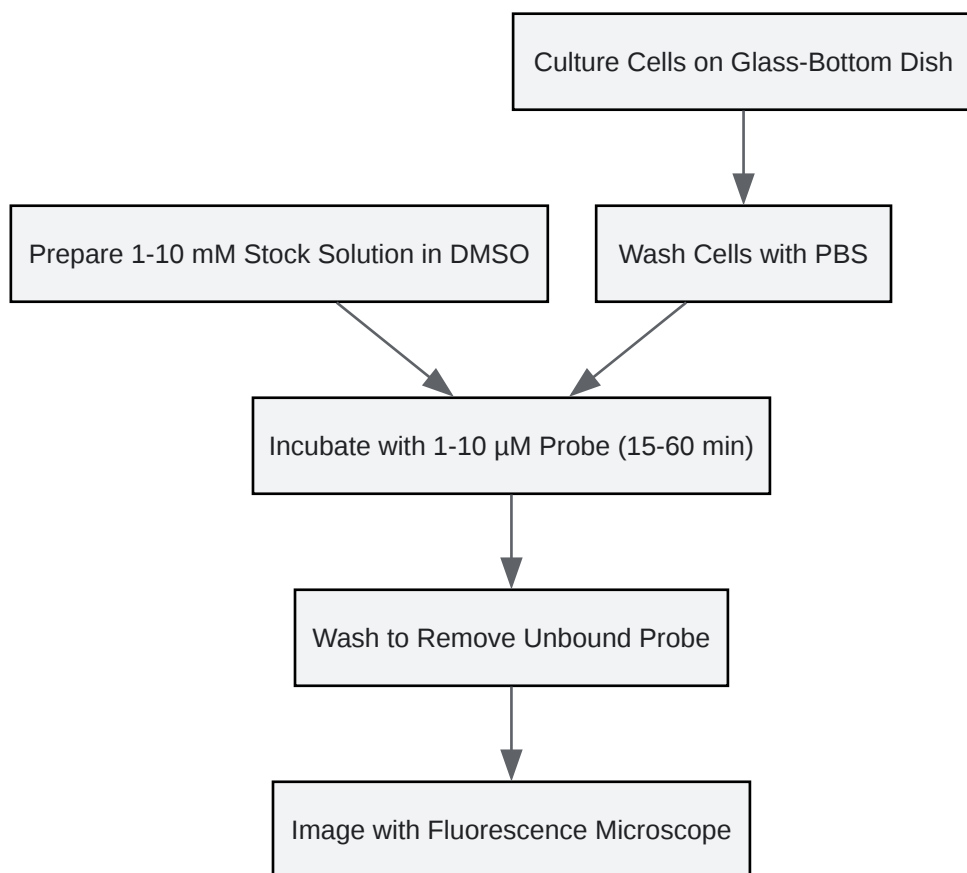 Culture Cells on Glass-Bottom Dish
Prepare 1-10 mM Stock Solution in DMSO
Wash Cells with PBS
Incubate with 1-10 µM Probe (15-60 min)
Wash to Remove Unbound Probe
Image with Fluorescence Microscope